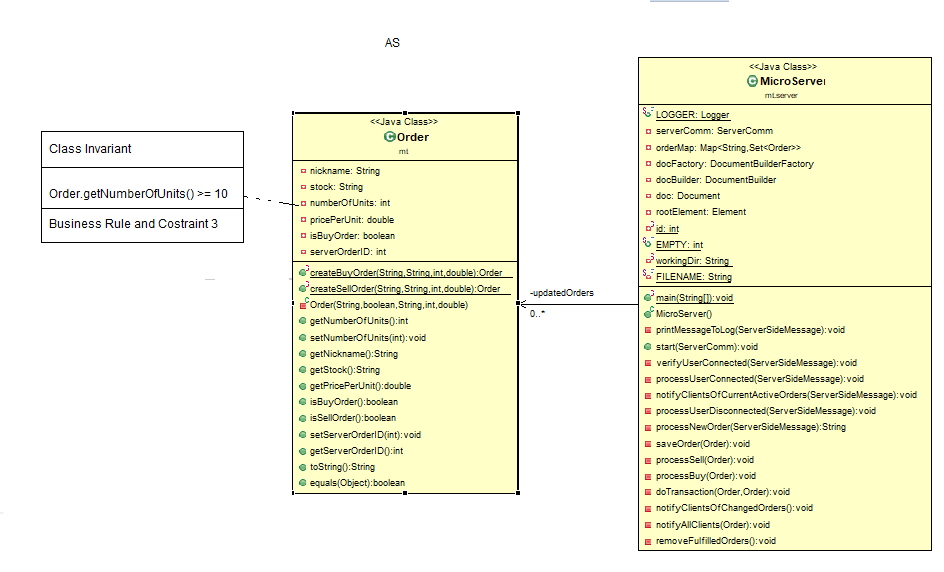 AS
Class Invariant
Order.getNumberOfUnits() >= 10
Business Rule and Costraint 3
<<Java Class>>
Order
mt
nickname: String
stock: String
numberOfUnits: int
pricePerUnit: double
isBuyOrder: boolean
serverOrderID: int
createBuyOrder(String,String,int,double):Order
createSellOrder(String,String,int,double):Order
Order(String,boolean,String,int,double)
getNumberOfUnits():int
setNumberOfUnits(int):void
getNickname():String
getStock():String
getPricePerUnit():double
isBuyOrder():boolean
isSellOrder():boolean
setServerOrderID(int):void
getServerOrderID():int
toString():String
equals(Object):boolean
-updatedOrders
0..*
<<Java Class>>
MicroServer
mt.server
LOGGER: Logger
serverComm: ServerComm
orderMap: Map<String,Set<Order>>
docFactory: DocumentBuilderFactory
docBuilder: DocumentBuilder
doc: Document
rootElement: Element
id: int
EMPTY: int
workingDir: String
FILENAME: String
main(String[]):void
MicroServer()
printMessageToLog(ServerSideMessage):void
start(ServerComm):void
verifyUserConnected(ServerSideMessage):void
processUserConnected(ServerSideMessage):void
notifyClientsOfCurrentActiveOrders(ServerSideMessage):void
processUserDisconnected(ServerSideMessage):void
processNewOrder(ServerSideMessage):String
saveOrder(Order):void
processSell(Order):void
processBuy(Order):void
doTransaction(Order,Order):void
notifyClientsOfChangedOrders():void
notifyAllClients(Order):void
removeFulfilledOrders():void